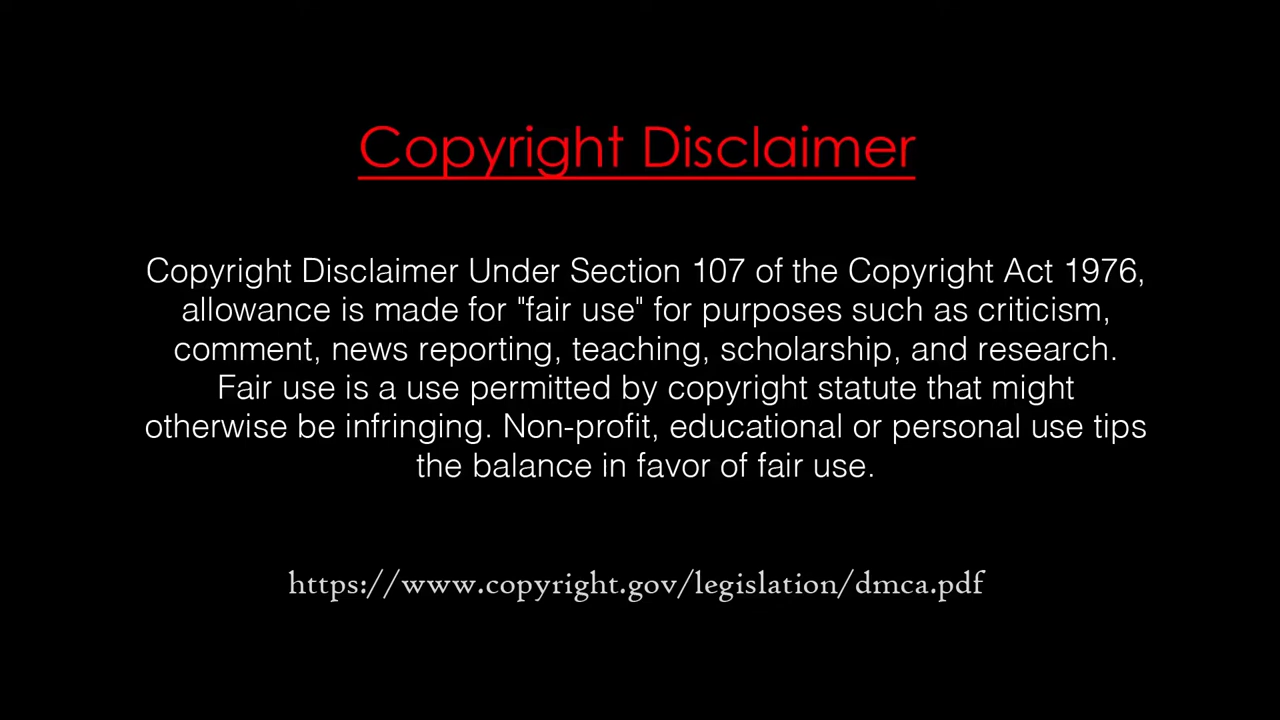 Copyright Disclaimer
Copyright Disclaimer Under Section 107 of the Copyright Act 1976,
allowance is made for "fair use" for purposes such as criticism,
comment, news reporting, teaching, scholarship, and research.
Fair use is a use permitted by copyright statute that might
otherwise be infringing. Non-profit, educational or personal use tips
the balance in favor of fair use.
https://www.copyright.gov/legislation/dmca.pdf